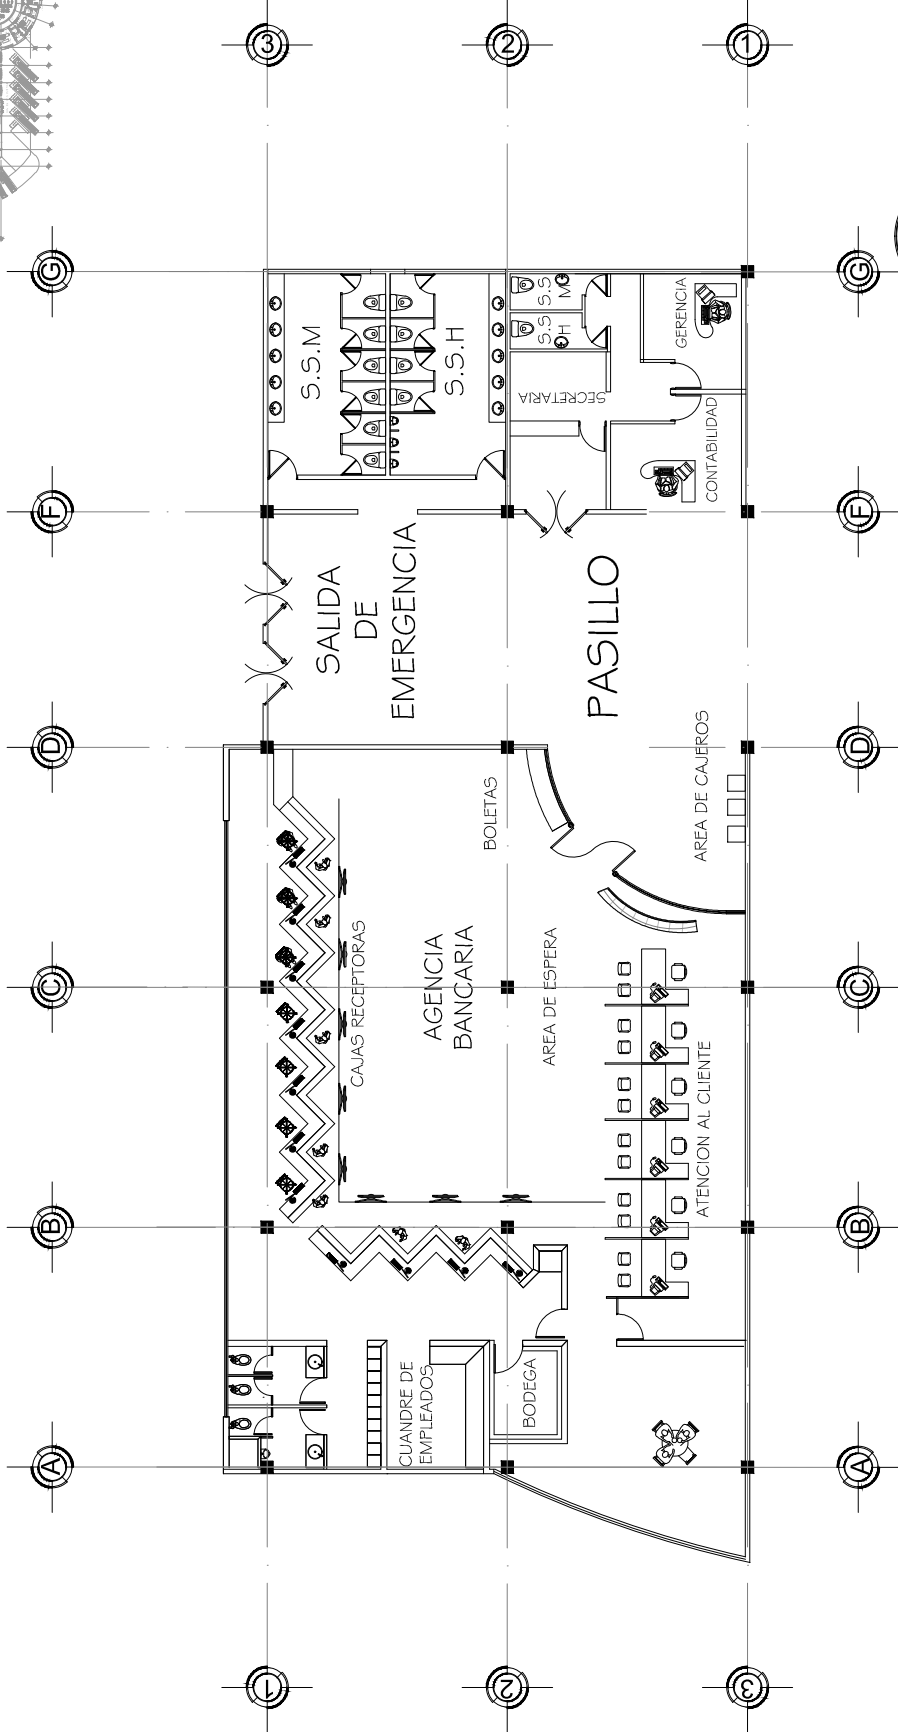 3
2
1
G
G
S.S.M
S.S.H
S.S
M
S.S
H
GERENCIA
SECRETARIA
CONTABILIDAD
F
F
SALIDA
DE
EMERGENCIA
PASILLO
D
D
AREA DE CAJEROS
BOLETAS
CAJAS RECEPTORAS
AGENCIA
BANCARIA
AREA DE ESPERA
C
C
ATENCION AL CLIENTE
B
B
CUANDRE DE
EMPLEADOS
BODEGA
A
A
1
2
3